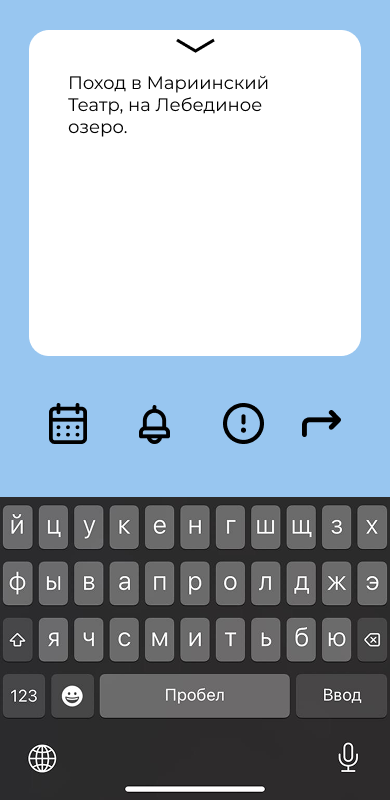 Поход в Мариинский
Театр, на Лебединое
озеро.
й ц у к е н г ш щ з х
ф ы в а п р о л д ж э
я ч с м и т ь б ю
123 Пробел Ввод